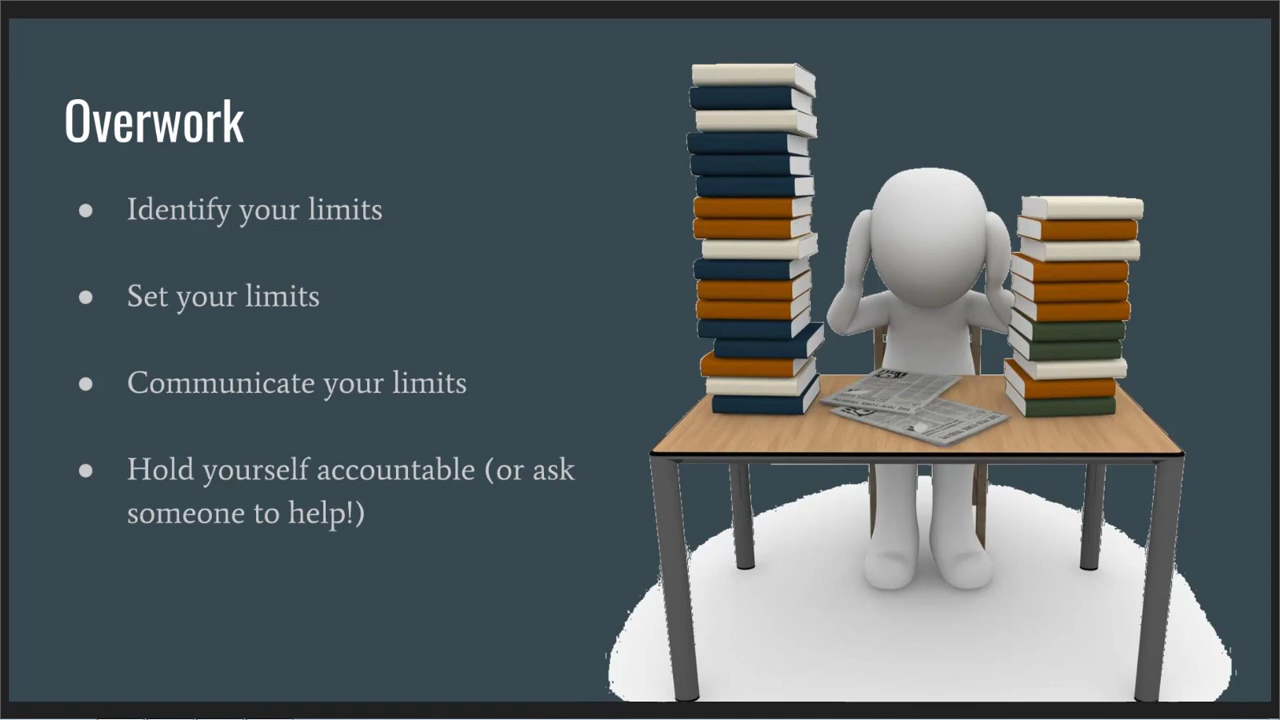 Overwork
● Identify your limits
● Set your limits
● Communicate your limits
● Hold yourself accountable (or ask
someone to help!)